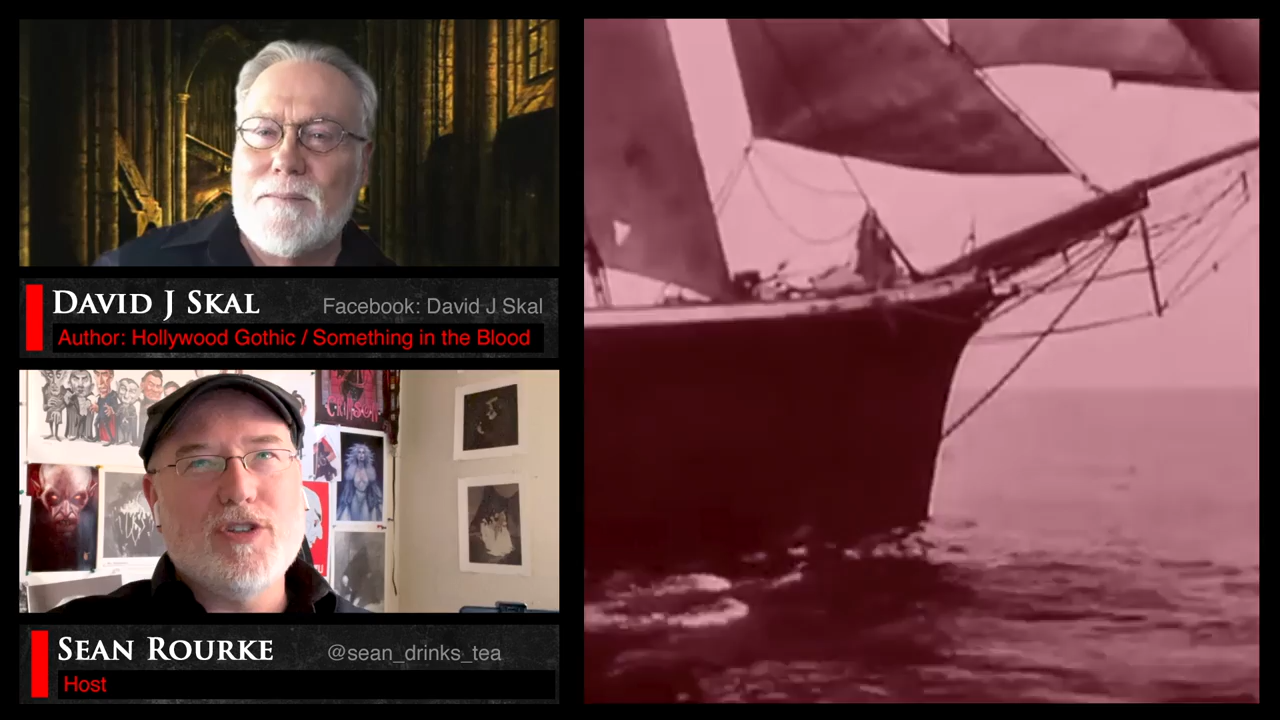 David J Skal
Facebook: David J Skal
Author: Hollywood Gothic / Something in the Blood
Sean Rourke
@sean_drinks_tea
Host